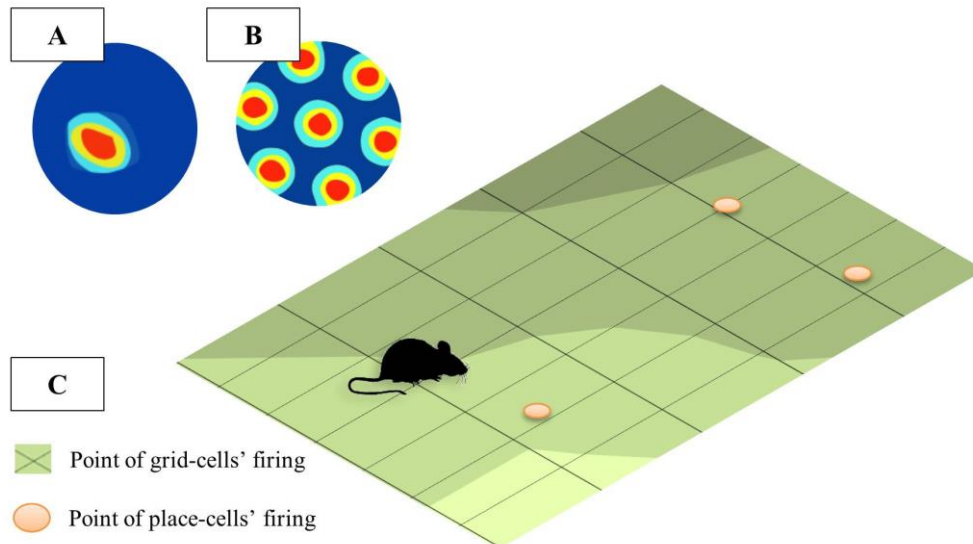 A
B
C
Point of grid-cells’ firing
Point of place-cells’ firing